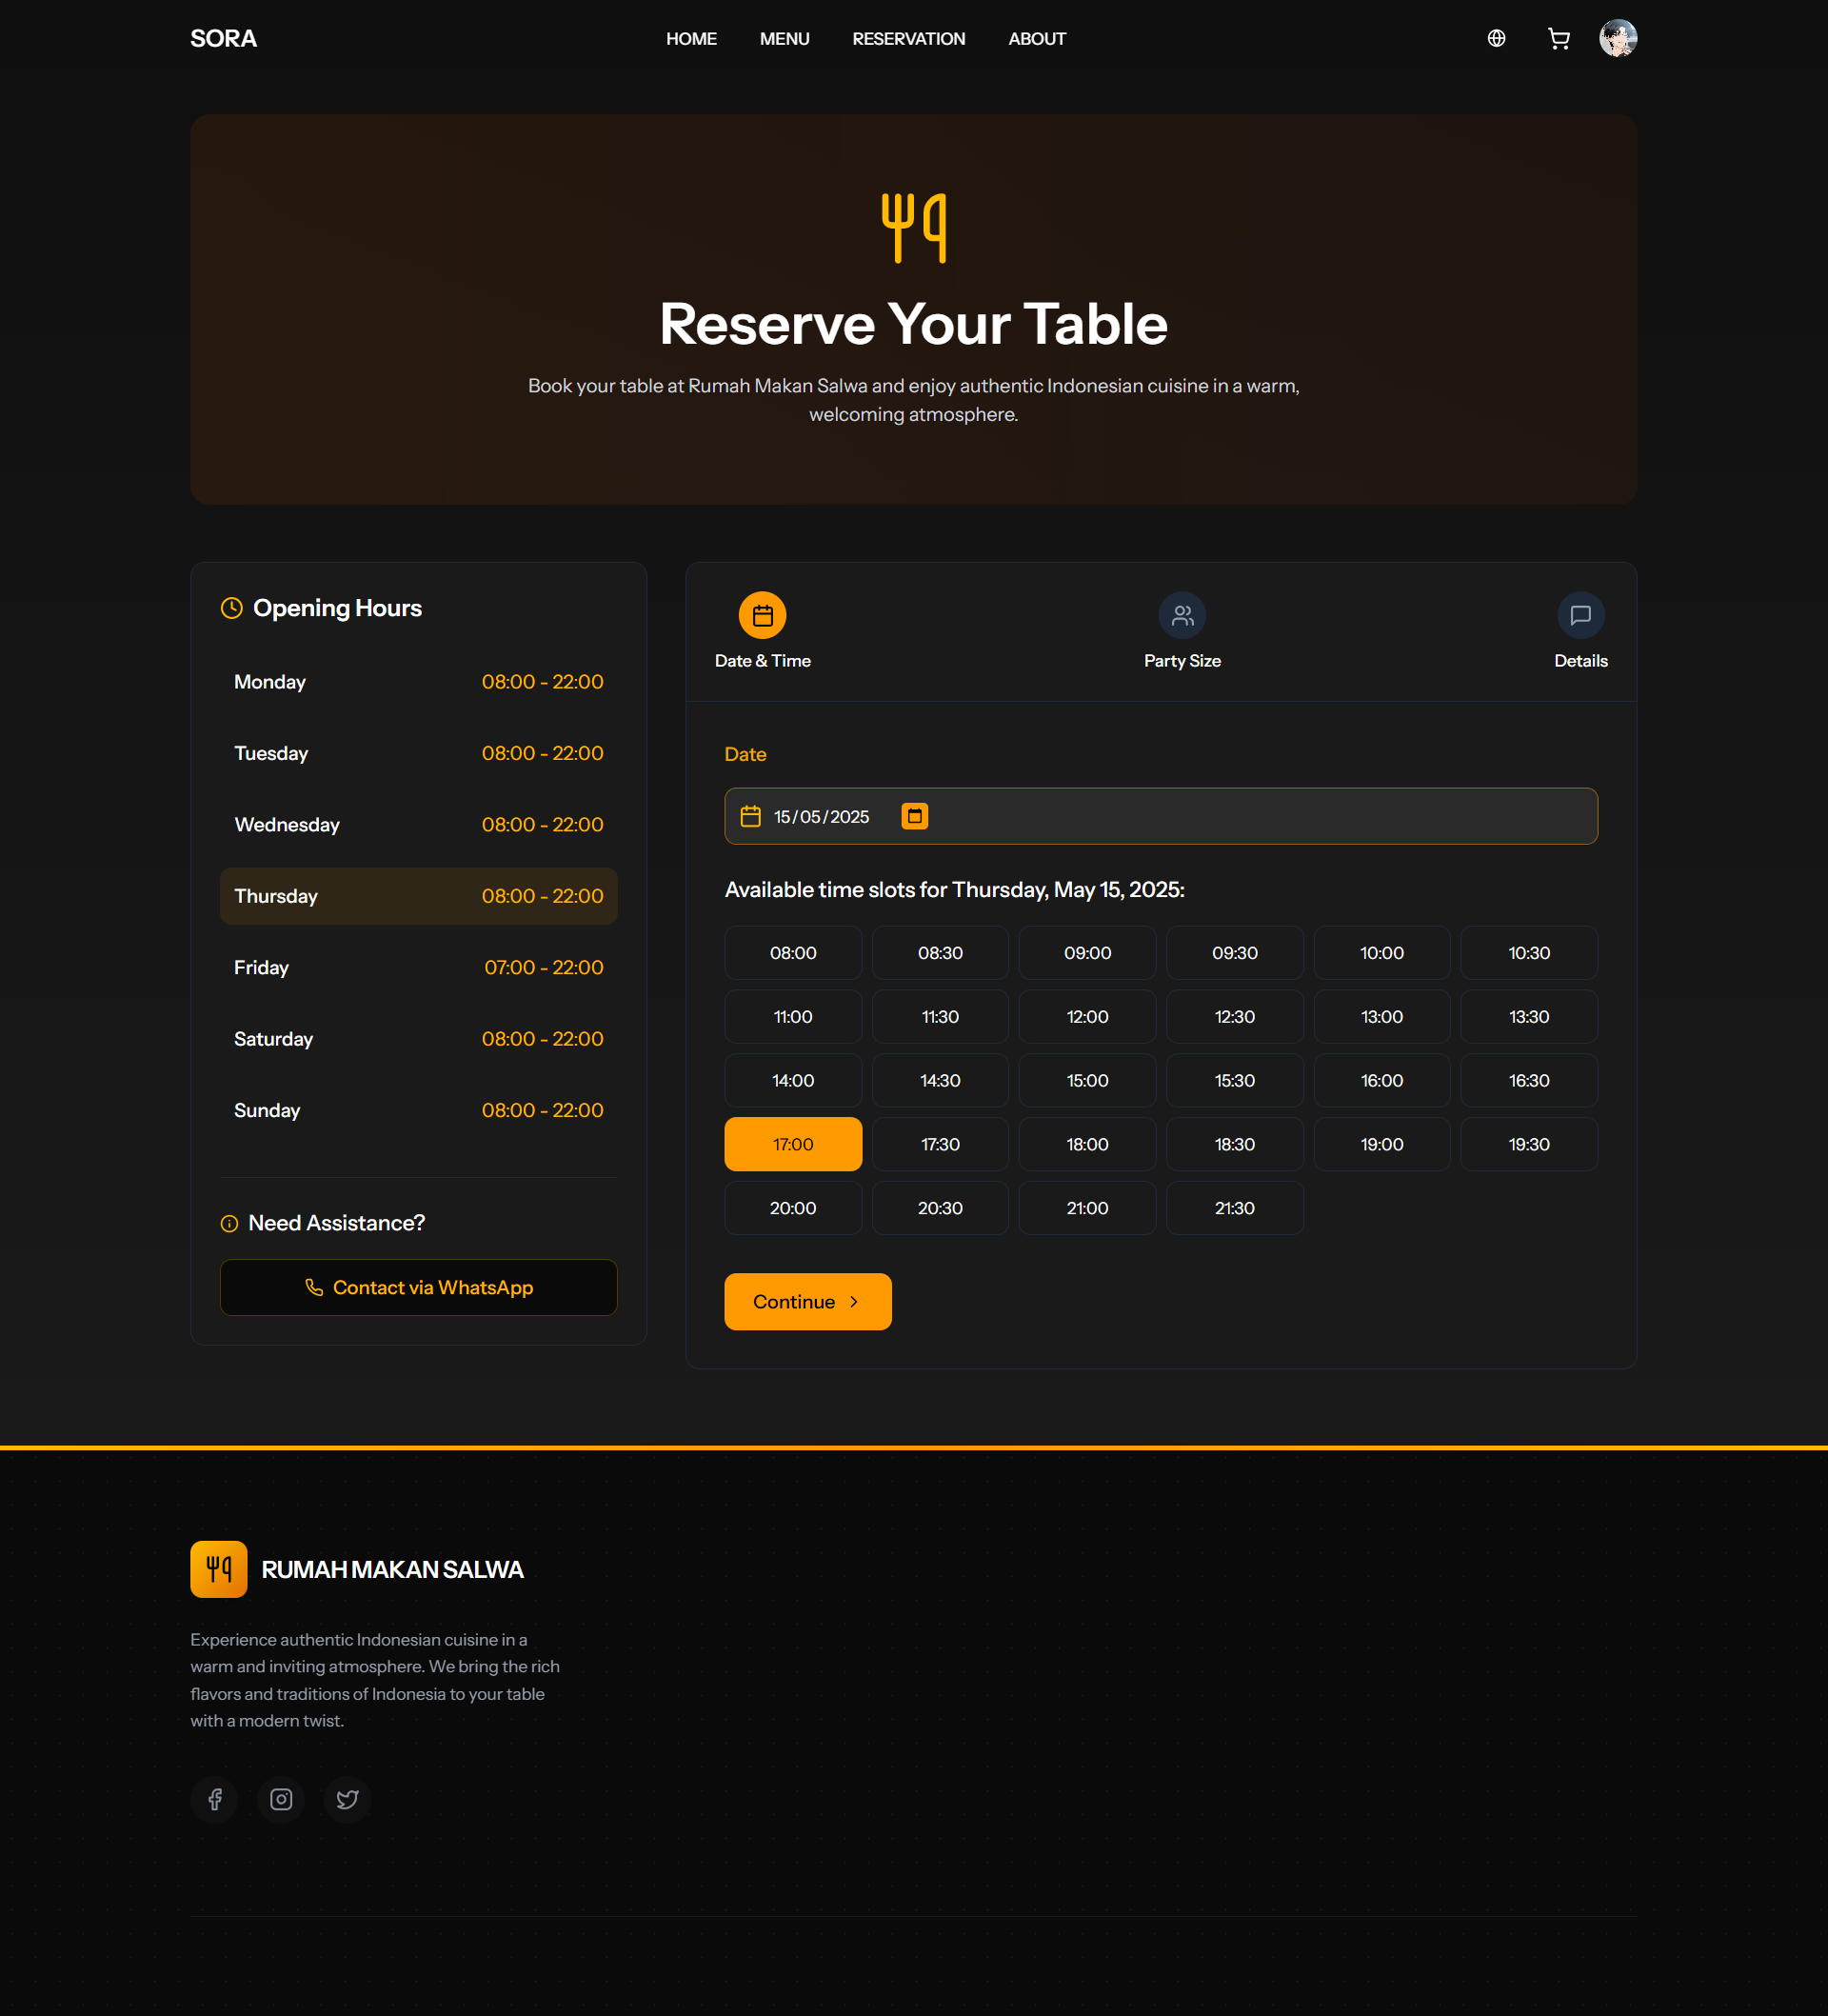 SORA
HOME MENU RESERVATION ABOUT
Reserve Your Table
Book your table at Rumah Makan Salwa and enjoy authentic Indonesian cuisine in a warm,
welcoming atmosphere.
Opening Hours
Monday 08:00 - 22:00
Tuesday 08:00 - 22:00
Wednesday 08:00 - 22:00
Thursday 08:00 - 22:00
Friday 07:00 - 22:00
Saturday 08:00 - 22:00
Sunday 08:00 - 22:00
Need Assistance?
Contact via WhatsApp
Date & Time Party Size Details
Date
15/05/2025
Available time slots for Thursday, May 15, 2025:
08:00 08:30 09:00 09:30 10:00 10:30
11:00 11:30 12:00 12:30 13:00 13:30
14:00 14:30 15:00 15:30 16:00 16:30
17:00 17:30 18:00 18:30 19:00 19:30
20:00 20:30 21:00 21:30
Continue
RUMAH MAKAN SALWA
Experience authentic Indonesian cuisine in a
warm and inviting atmosphere. We bring the rich
flavors and traditions of Indonesia to your table
with a modern twist.